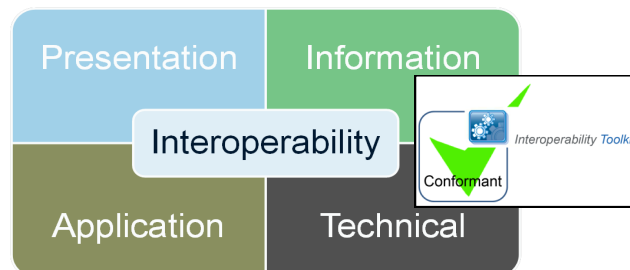 Presentation
Information
Interoperability
Interoperability Toolk
Conformant
Application
Technical